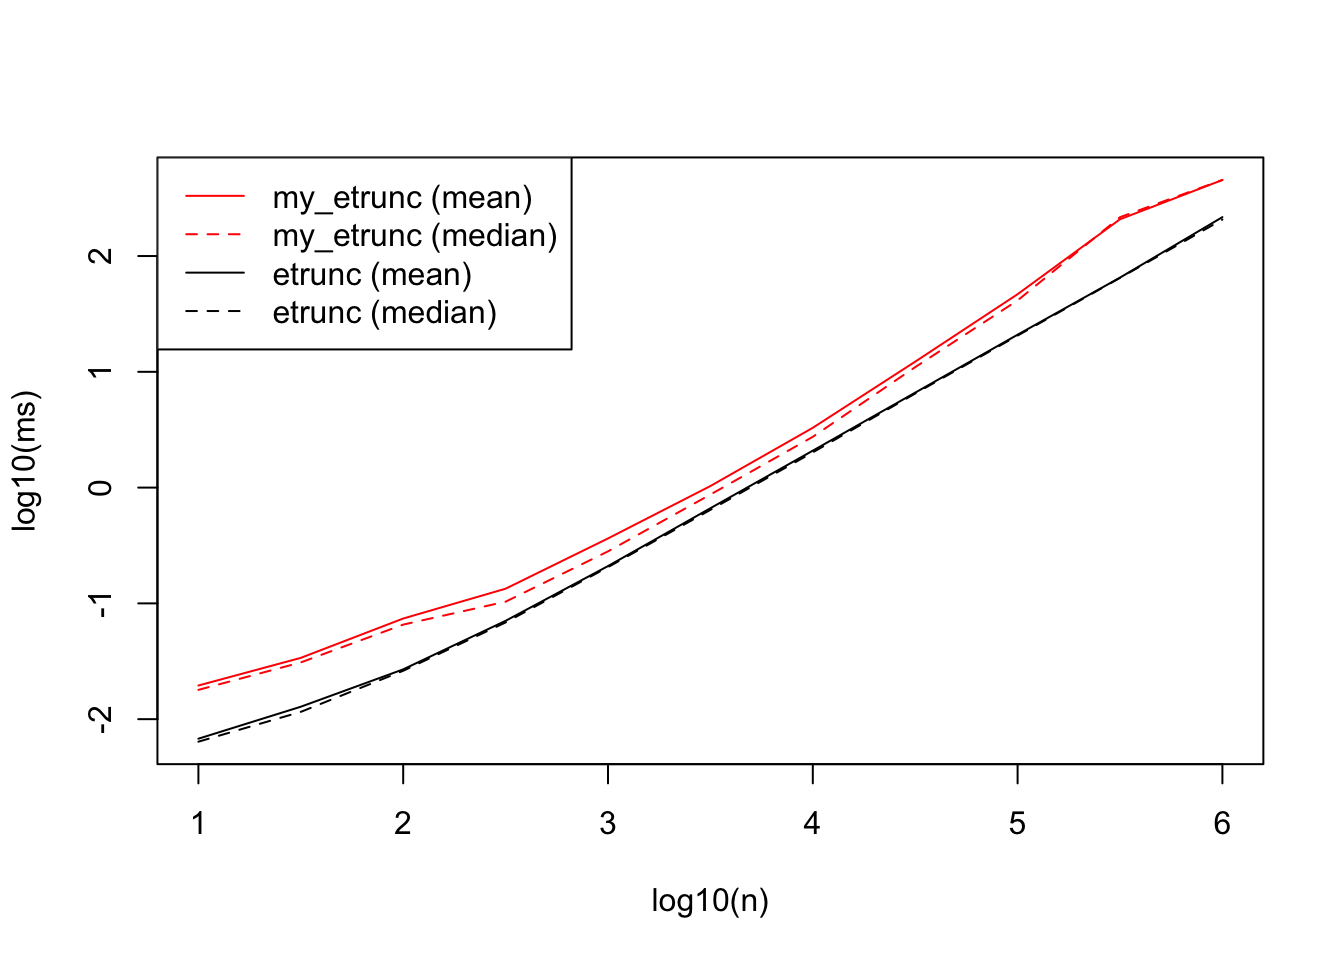 my_etrunc (mean)
my_etrunc (median)
etrunc (mean)
etrunc (median)
log10(ms)
2
1
0
-1
-2
1 2 3 4 5 6
log10(n)